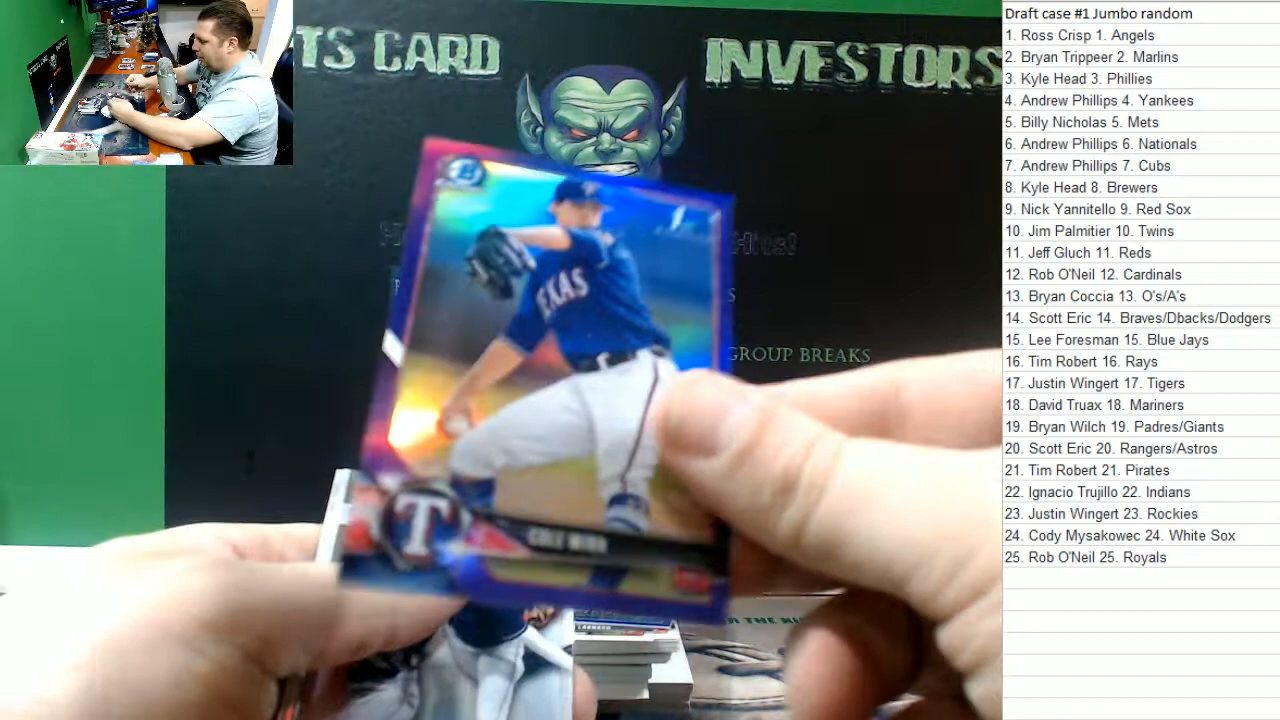 TS CARD INVESTORS
GROUP BREAKS
TEXAS
T
COLE WINN
Draft case #1 Jumbo random
1. Ross Crisp 1. Angels
2. Bryan Trippeer 2. Marlins
3. Kyle Head 3. Phillies
4. Andrew Phillips 4. Yankees
5. Billy Nicholas 5. Mets
6. Andrew Phillips 6. Nationals
7. Andrew Phillips 7. Cubs
8. Kyle Head 8. Brewers
9. Nick Yannitello 9. Red Sox
10. Jim Palmitier 10. Twins
11. Jeff Gluch 11. Reds
12. Rob O'Neil 12. Cardinals
13. Bryan Coccia 13. O's/A's
14. Scott Eric 14. Braves/Dbacks/Dodgers
15. Lee Foresman 15. Blue Jays
16. Tim Robert 16. Rays
17. Justin Wingert 17. Tigers
18. David Truax 18. Mariners
19. Bryan Wilch 19. Padres/Giants
20. Scott Eric 20. Rangers/Astros
21. Tim Robert 21. Pirates
22. Ignacio Trujillo 22. Indians
23. Justin Wingert 23. Rockies
24. Cody Mysakowec 24. White Sox
25. Rob O'Neil 25. Royals